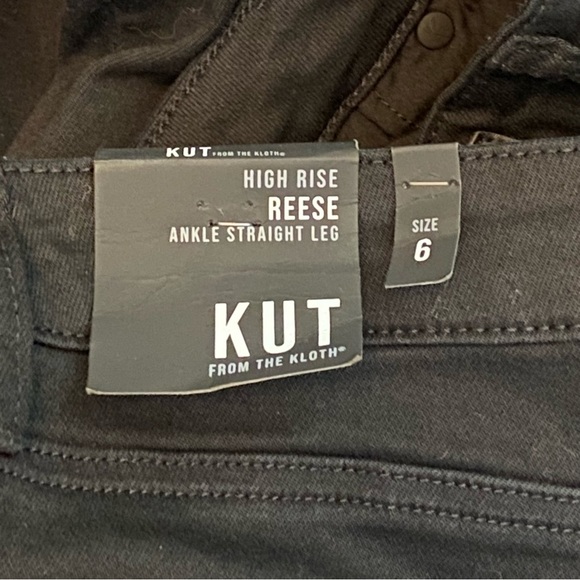 KUT FROM THE KLOTH®
HIGH RISE
REESE
ANKLE STRAIGHT LEG
KUT
FROM THE KLOTH®
SIZE
6